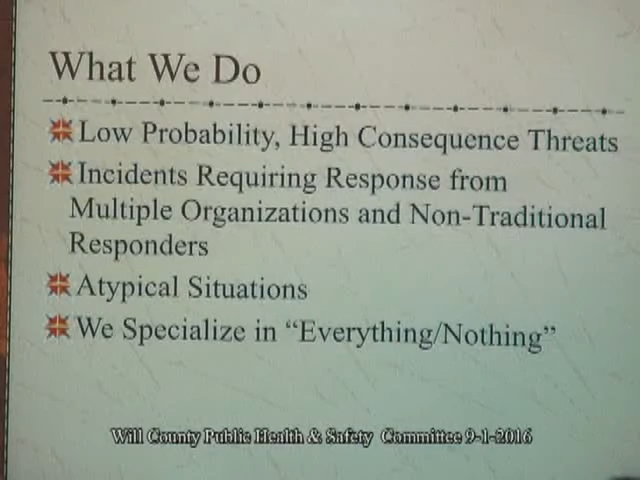 What We Do
Low Probability, High Consequence Threats
Incidents Requiring Response from
Multiple Organizations and Non-Traditional
Responders
Atypical Situations
We Specialize in “Everything/Nothing”
Will County Public Health & Safety Committee 9-1-2016